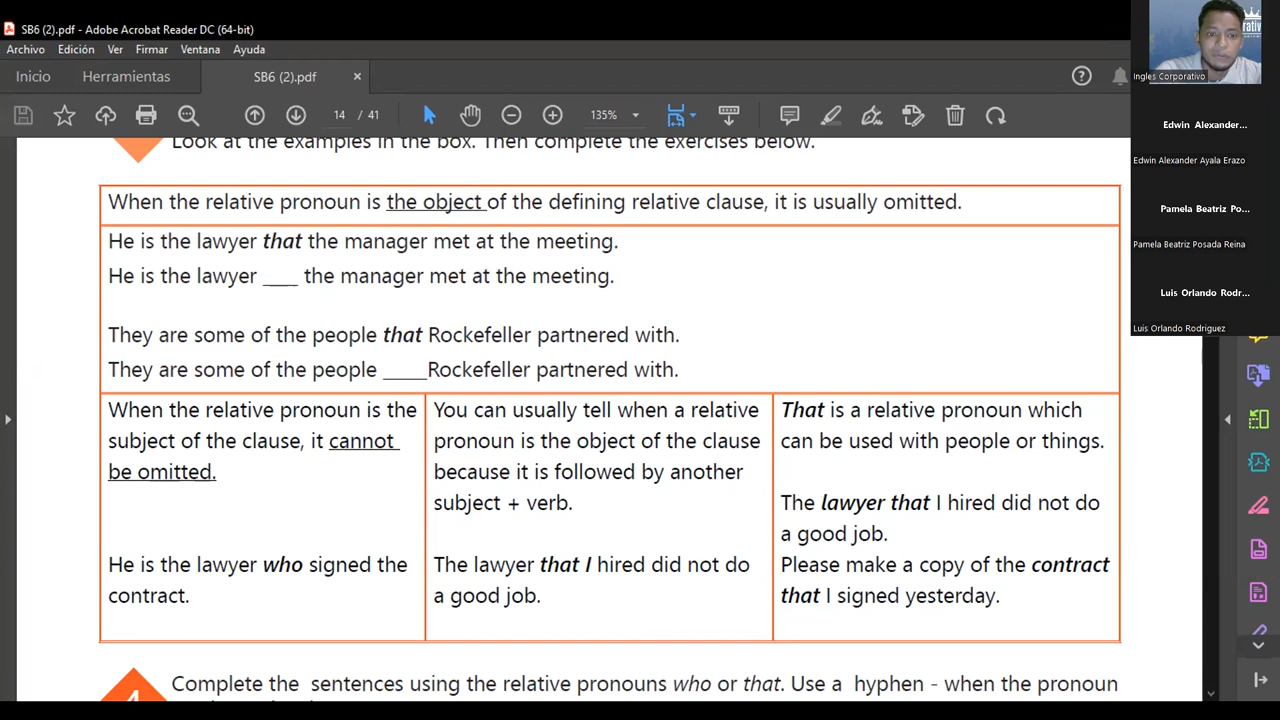 SB6 (2).pdf - Adobe Acrobat Reader DC (64-bit)
Archivo Edición Ver Firmar Ventana Ayuda
Inicio Herramientas SB6 (2).pdf ×
14 / 41 135%
Look at the examples in the box. Then complete the exercises below.
When the relative pronoun is the object of the defining relative clause, it is usually omitted.
He is the lawyer that the manager met at the meeting.
He is the lawyer ___ the manager met at the meeting.
They are some of the people that Rockefeller partnered with.
They are some of the people ____Rockefeller partnered with.
When the relative pronoun is the
subject of the clause, it cannot
be omitted.
He is the lawyer who signed the
contract.
You can usually tell when a relative
pronoun is the object of the clause
because it is followed by another
subject + verb.
The lawyer that I hired did not do
a good job.
That is a relative pronoun which
can be used with people or things.
The lawyer that I hired did not do
a good job.
Please make a copy of the contract
that I signed yesterday.
4
Complete the sentences using the relative pronouns who or that. Use a hyphen - when the pronoun
Ingles Corporativo
Edwin Alexander...
Edwin Alexander Ayala Erazo
Pamela Beatriz Po...
Pamela Beatriz Posada Reina
Luis Orlando Rodr...
Luis Orlando Rodriguez